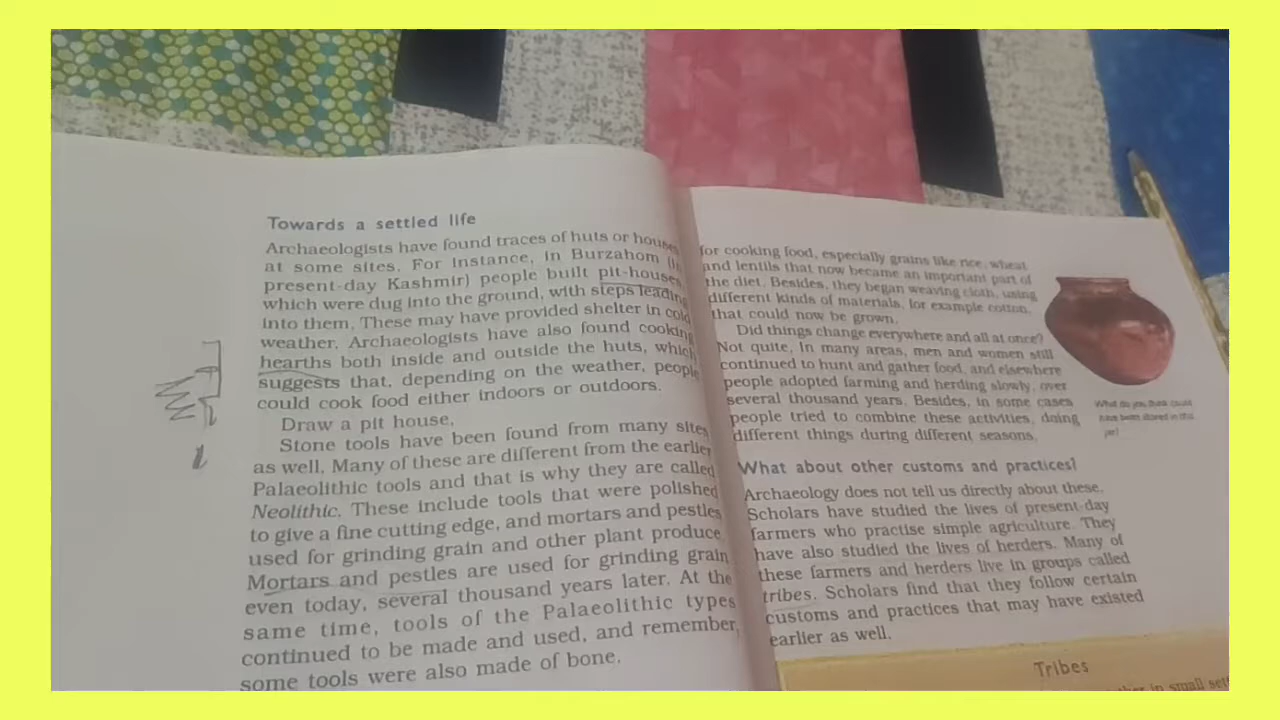 Towards a settled life
Archaeologists have found traces of huts or houses
at some sites. For instance, in Burzahom (in
present-day Kashmir) people built pit-houses,
which were dug into the ground, with steps leading
into them. These may have provided shelter in cold
weather. Archaeologists have also found cooking
hearths both inside and outside the huts, which
suggests that, depending on the weather, people
could cook food either indoors or outdoors.
Draw a pit house.
Stone tools have been found from many sites
as well. Many of these are different from the earlier
Palaeolithic tools and that is why they are called
Neolithic. These include tools that were polished
to give a fine cutting edge, and mortars and pestles
used for grinding grain and other plant produce.
Mortars and pestles are used for grinding grain
even today, several thousand years later. At the
same time, tools of the Palaeolithic types
continued to be made and used, and remember,
some tools were also made of bone.
for cooking food, especially grains like rice, wheat
and lentils that now became an important part of
the diet. Besides, they began weaving cloth, using
different kinds of materials, for example cotton,
that could now be grown.
Did things change everywhere and all at once?
Not quite. In many areas, men and women still
continued to hunt and gather food, and elsewhere
people adopted farming and herding slowly, over
several thousand years. Besides, in some cases
people tried to combine these activities, doing
different things during different seasons.
What do you think could
have been stored in this
jar?
What about other customs and practices?
Archaeology does not tell us directly about these.
Scholars have studied the lives of present-day
farmers who practise simple agriculture. They
have also studied the lives of herders. Many of
these farmers and herders live in groups called
tribes. Scholars find that they follow certain
customs and practices that may have existed
earlier as well.
Tribes
in small